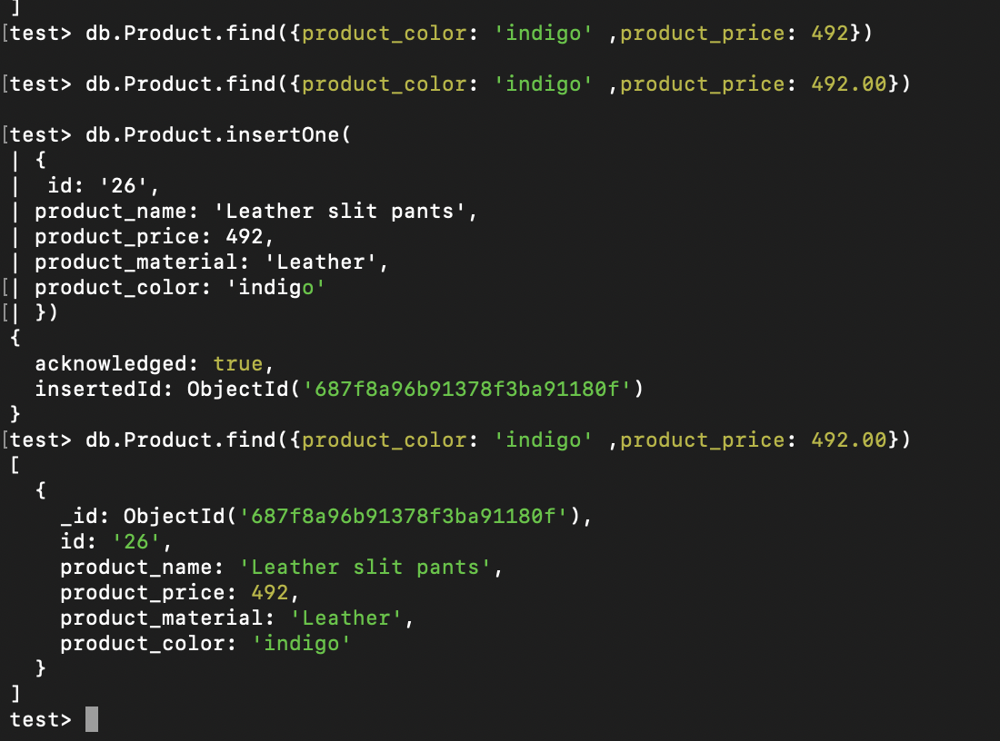 ]
[test> db.Product.find({product_color: 'indigo' ,product_price: 492})
[test> db.Product.find({product_color: 'indigo' ,product_price: 492.00})
[test> db.Product.insertOne(
| {
|  id: '26',
| product_name: 'Leather slit pants',
| product_price: 492,
| product_material: 'Leather',
[| product_color: 'indigo'
[| })
{
  acknowledged: true,
  insertedId: ObjectId('687f8a96b91378f3ba91180f')
}
[test> db.Product.find({product_color: 'indigo' ,product_price: 492.00})
[
  {
    _id: ObjectId('687f8a96b91378f3ba91180f'),
    id: '26',
    product_name: 'Leather slit pants',
    product_price: 492,
    product_material: 'Leather',
    product_color: 'indigo'
  }
]
test>